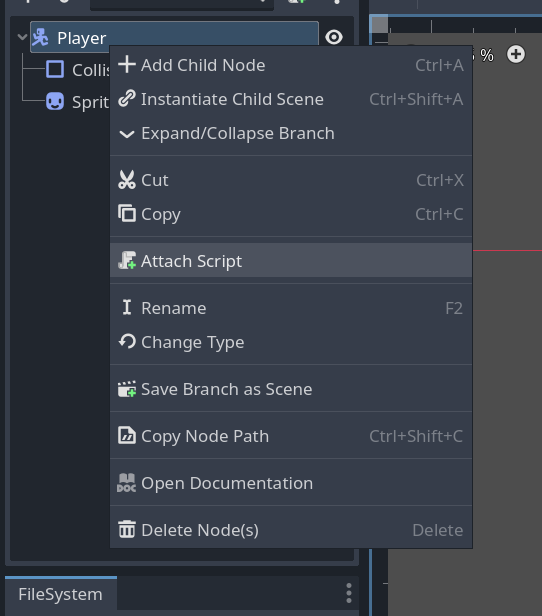 Player
%
Add Child Node Ctrl+A
Instantiate Child Scene Ctrl+Shift+A
Expand/Collapse Branch
Cut Ctrl+X
Copy Ctrl+C
Attach Script
Rename F2
Change Type
Save Branch as Scene
Copy Node Path Ctrl+Shift+C
DOC Open Documentation
Delete Node(s) Delete
FileSystem